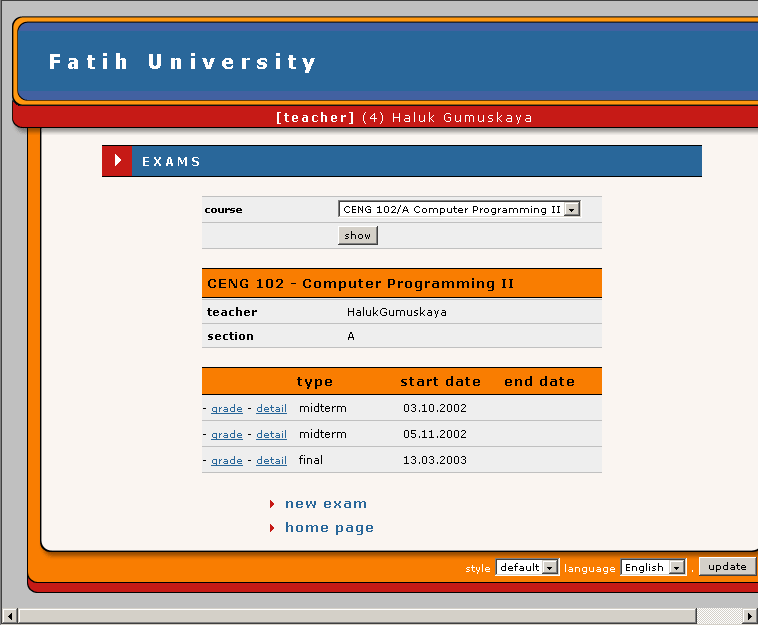 Fatih University
[teacher] (4) Haluk Gumuskaya
EXAMS
course CENG 102/A Computer Programming II
show
CENG 102 - Computer Programming II
teacher HalukGumuskaya
section A
type start date end date
- grade - detail midterm 03.10.2002
- grade - detail midterm 05.11.2002
- grade - detail final 13.03.2003
new exam
home page
style default language English . update